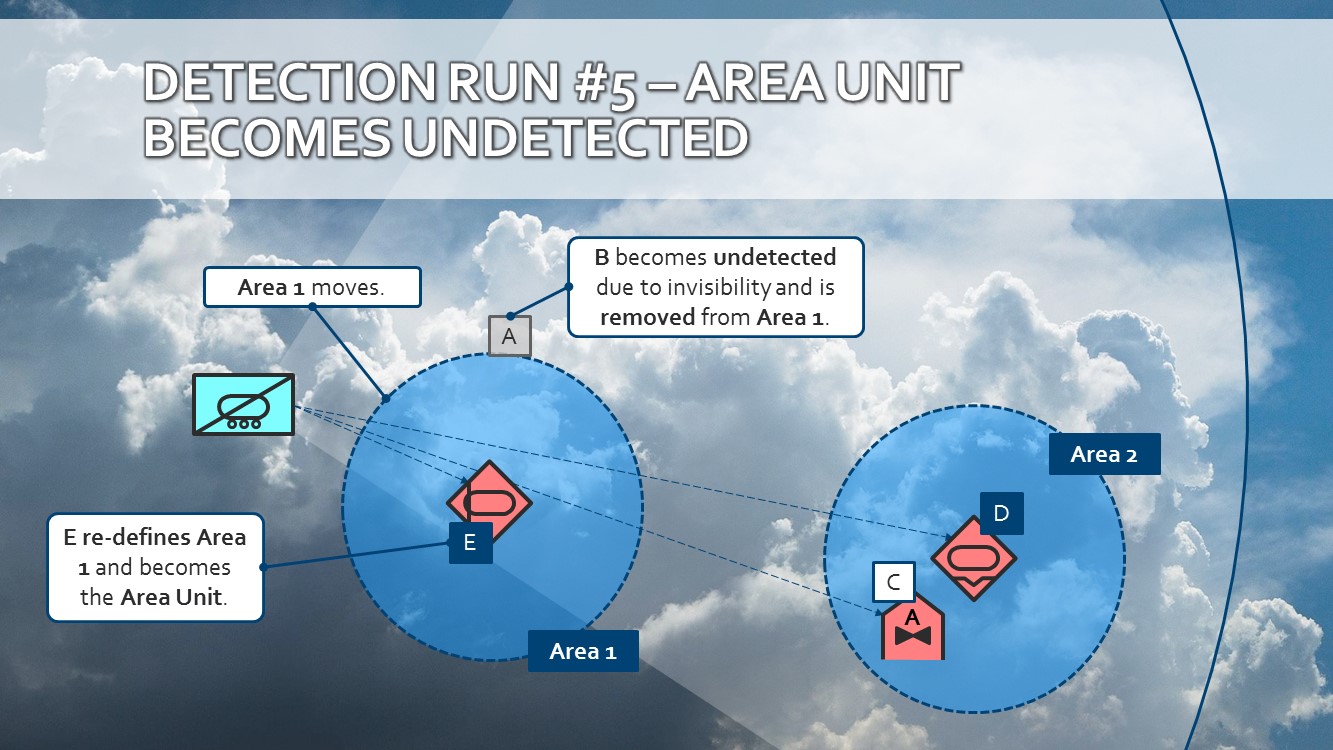 DETECTION RUN #5 – AREA UNIT
BECOMES UNDETECTED
B becomes undetected
due to invisibility and is
removed from Area 1.
Area 1 moves.
A
Area 2
D
E re-defines Area
1 and becomes
the Area Unit.
E
C
A
Area 1